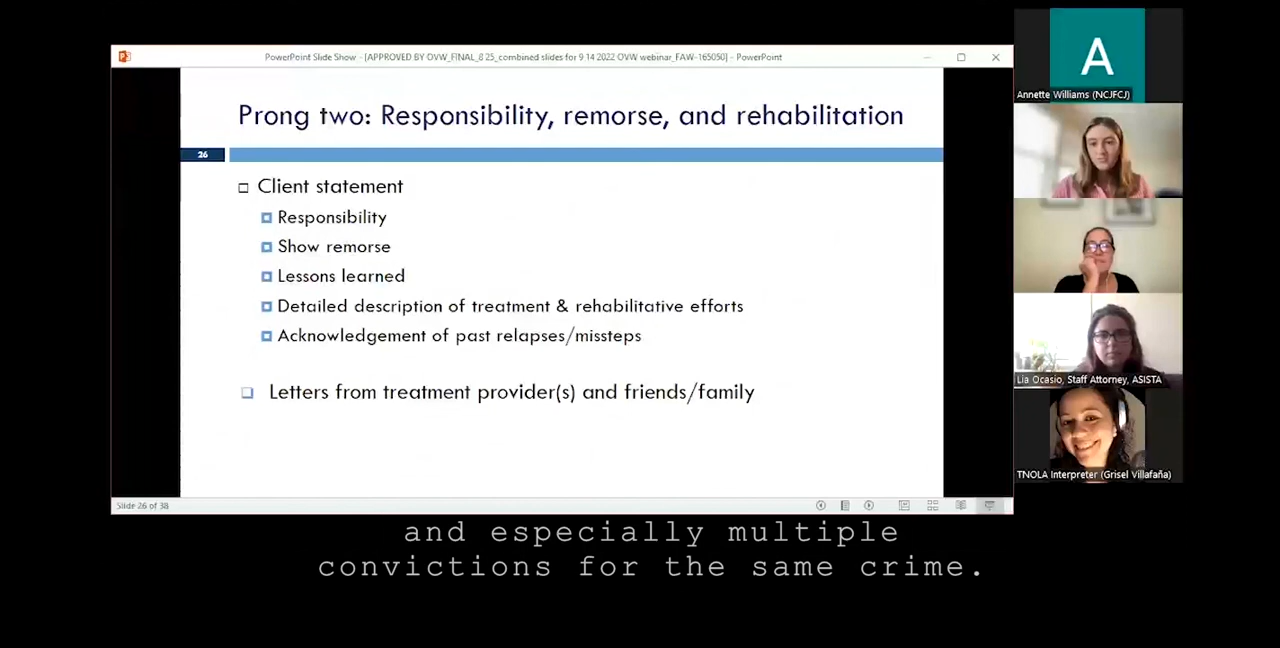 PowerPoint Slide Show - [APPROVED BY OVW_FINAL_8 25_combined slides for 9 14 2022 OVW webinar_FAW-165050] - PowerPoint
Prong two: Responsibility, remorse, and rehabilitation
26
Client statement
Responsibility
Show remorse
Lessons learned
Detailed description of treatment & rehabilitative efforts
Acknowledgement of past relapses/missteps
Letters from treatment provider(s) and friends/family
Slide 26 of 38
A
Annette Williams (NCJFCJ)
Lia Ocasio, Staff Attorney, ASISTA
TNOLA Interpreter (Grisel Villafaña)
and especially multiple
convictions for the same crime.